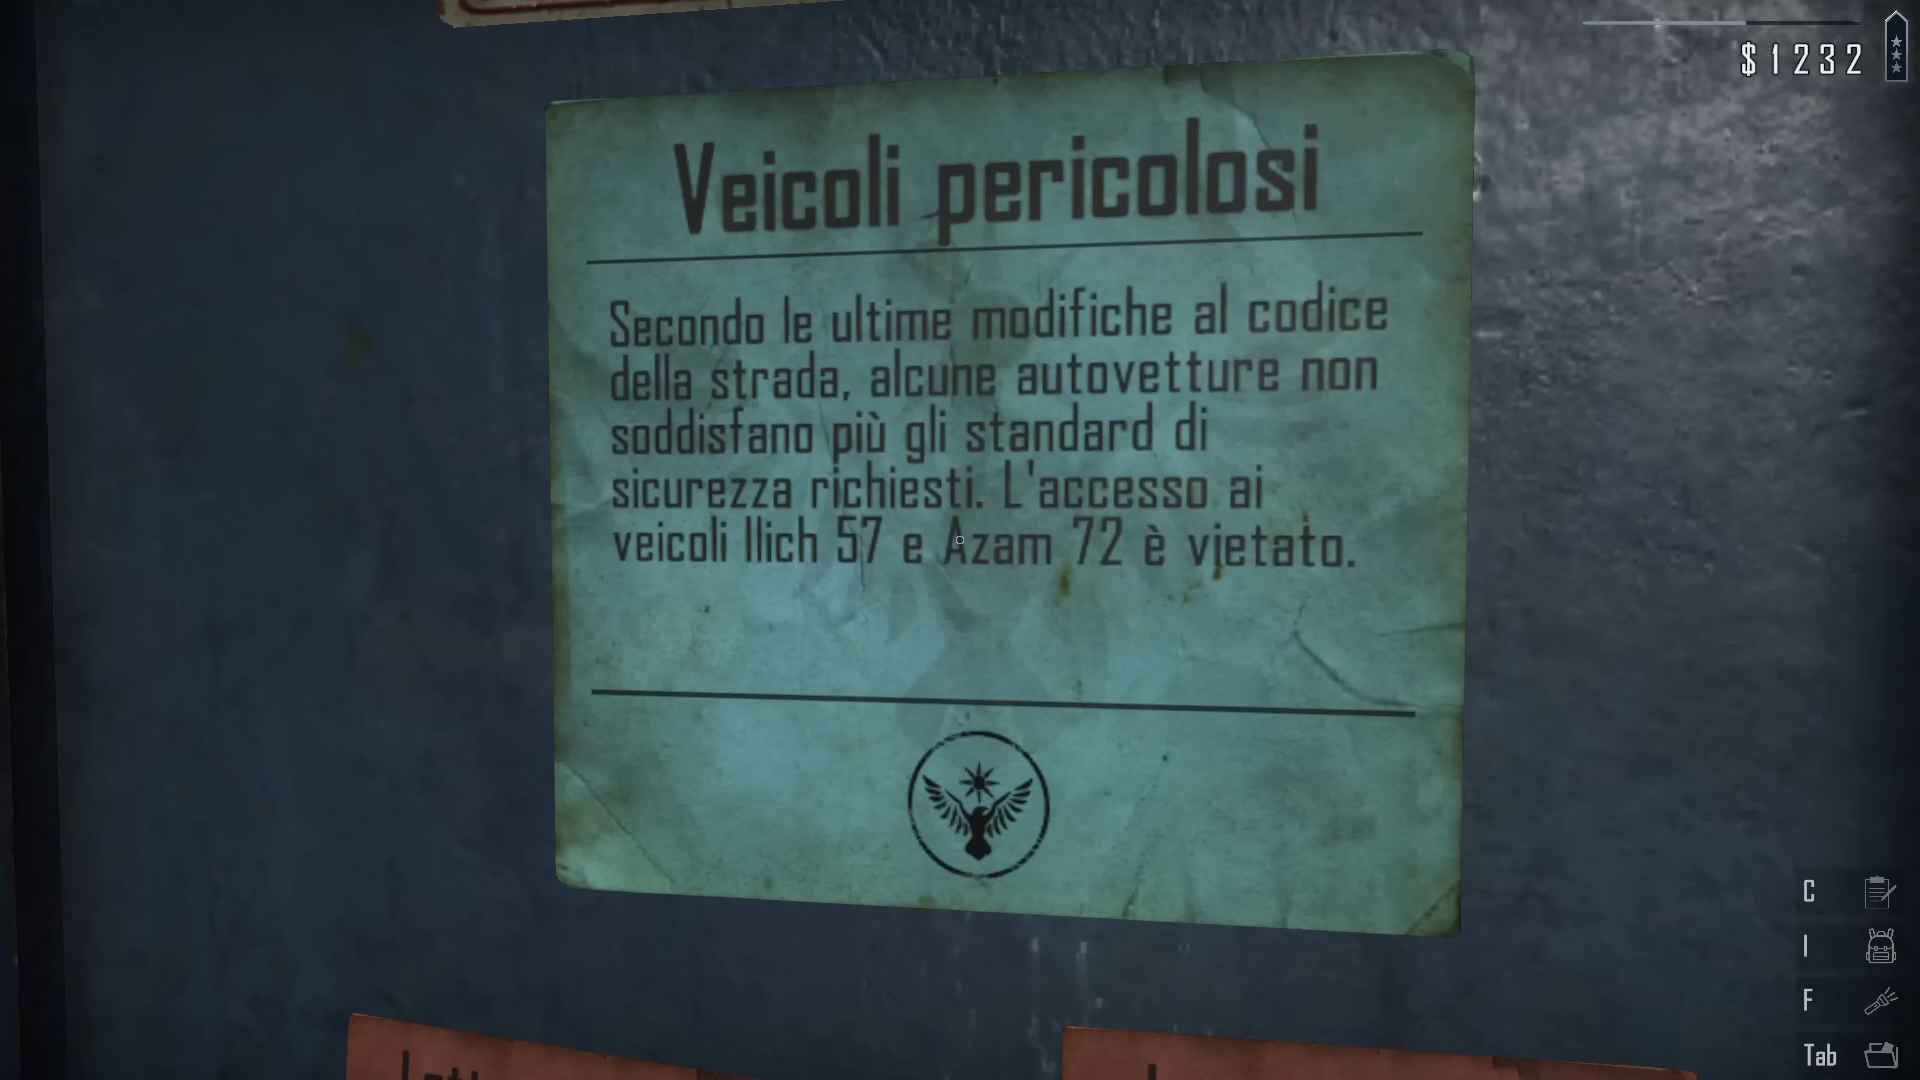 $1232
Veicoli pericolosi
Secondo le ultime modifiche al codice
della strada, alcune autovetture non
soddisfano più gli standard di
sicurezza richiesti. L'accesso ai
veicoli Ilich 57 e Azam 72 è vietato.
C
I
F
Tab